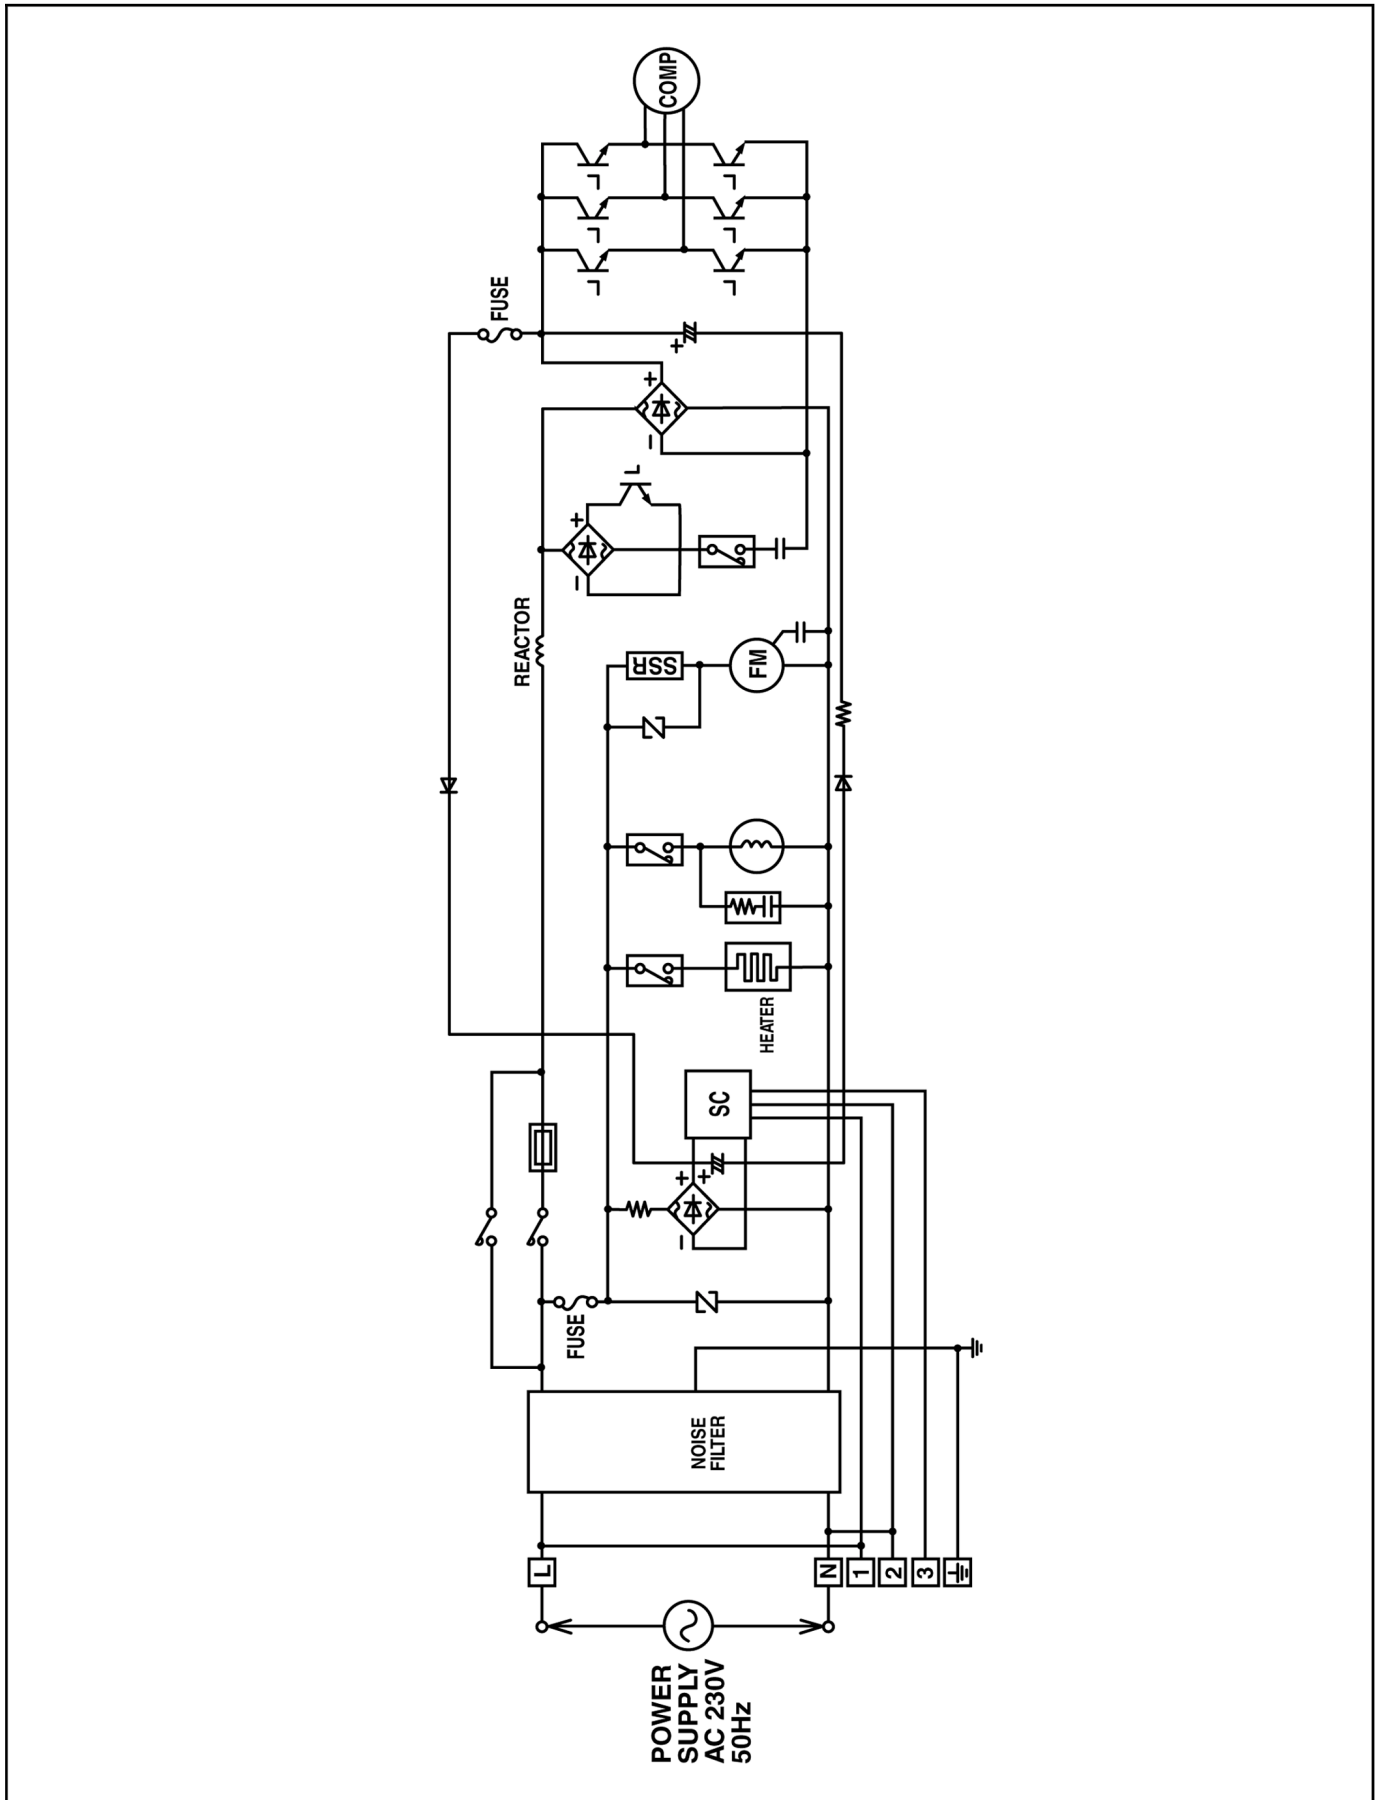 COMP
FUSE
+
+
−
+
−
REACTOR
SSR
FM
HEATER
SC
+
+
−
FUSE
NOISE
FILTER
L
N
1
2
3
POWER
SUPPLY
AC 230V
50Hz